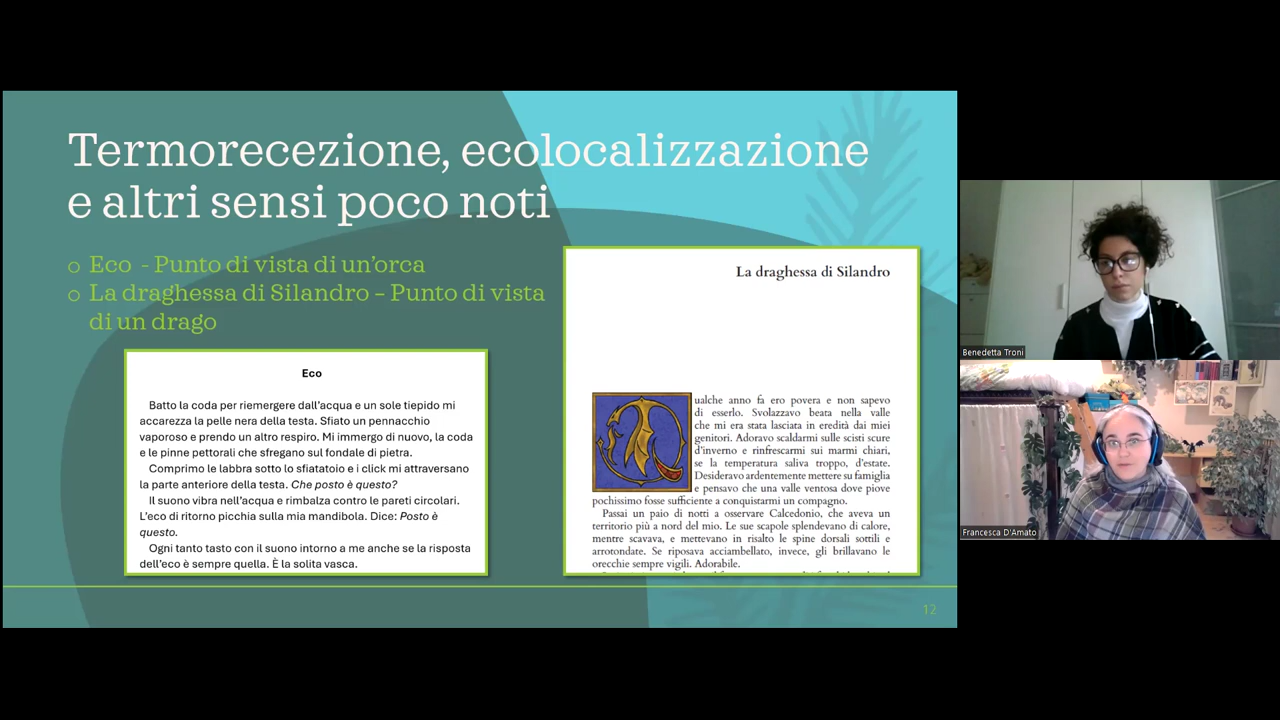 Termorecezione, ecolocalizzazione
e altri sensi poco noti
Eco - Punto di vista di un'orca
La draghessa di Silandro – Punto di vista
di un drago
Eco
Batto la coda per riemergere dall'acqua e un sole tiepido mi
accarezza la pelle nera della testa. Sfiato un pennacchio
vaporoso e prendo un altro respiro. Mi immergo di nuovo, la coda
e le pinne pettorali che sfregano sul fondale di pietra.
Comprimo le labbra sotto lo sfiatatoio e i click mi attraversano
la parte anteriore della testa. Che posto è questo?
Il suono vibra nell'acqua e rimbalza contro le pareti circolari.
L'eco di ritorno picchia sulla mia mandibola. Dice: Posto è
questo.
Ogni tanto tasto con il suono intorno a me anche se la risposta
dell'eco è sempre quella. È la solita vasca.
La draghessa di Silandro
Qualche anno fa ero povera e non sapevo
di esserlo. Svolazzavo beata nella valle
che mi era stata lasciata in eredità dai miei
genitori. Adoravo scaldarmi sulle scisti scure
d'inverno e rinfrescarmi sui marmi chiari,
se la temperatura saliva troppo, d'estate.
Desideravo ardentemente mettere su famiglia
e pensavo che una valle ventosa dove piove
pochissimo fosse sufficiente a conquistarmi un compagno.
Passai un paio di notti a osservare Calcedonio, che aveva un
territorio più a nord del mio. Le sue scapole splendevano di calore,
mentre scavava, e mettevano in risalto le spine dorsali sottili e
arrotondate. Se riposava acciambellato, invece, gli brillavano le
orecchie sempre vigili. Adorabile.
12
Benedetta Troni
Francesca D'Amato